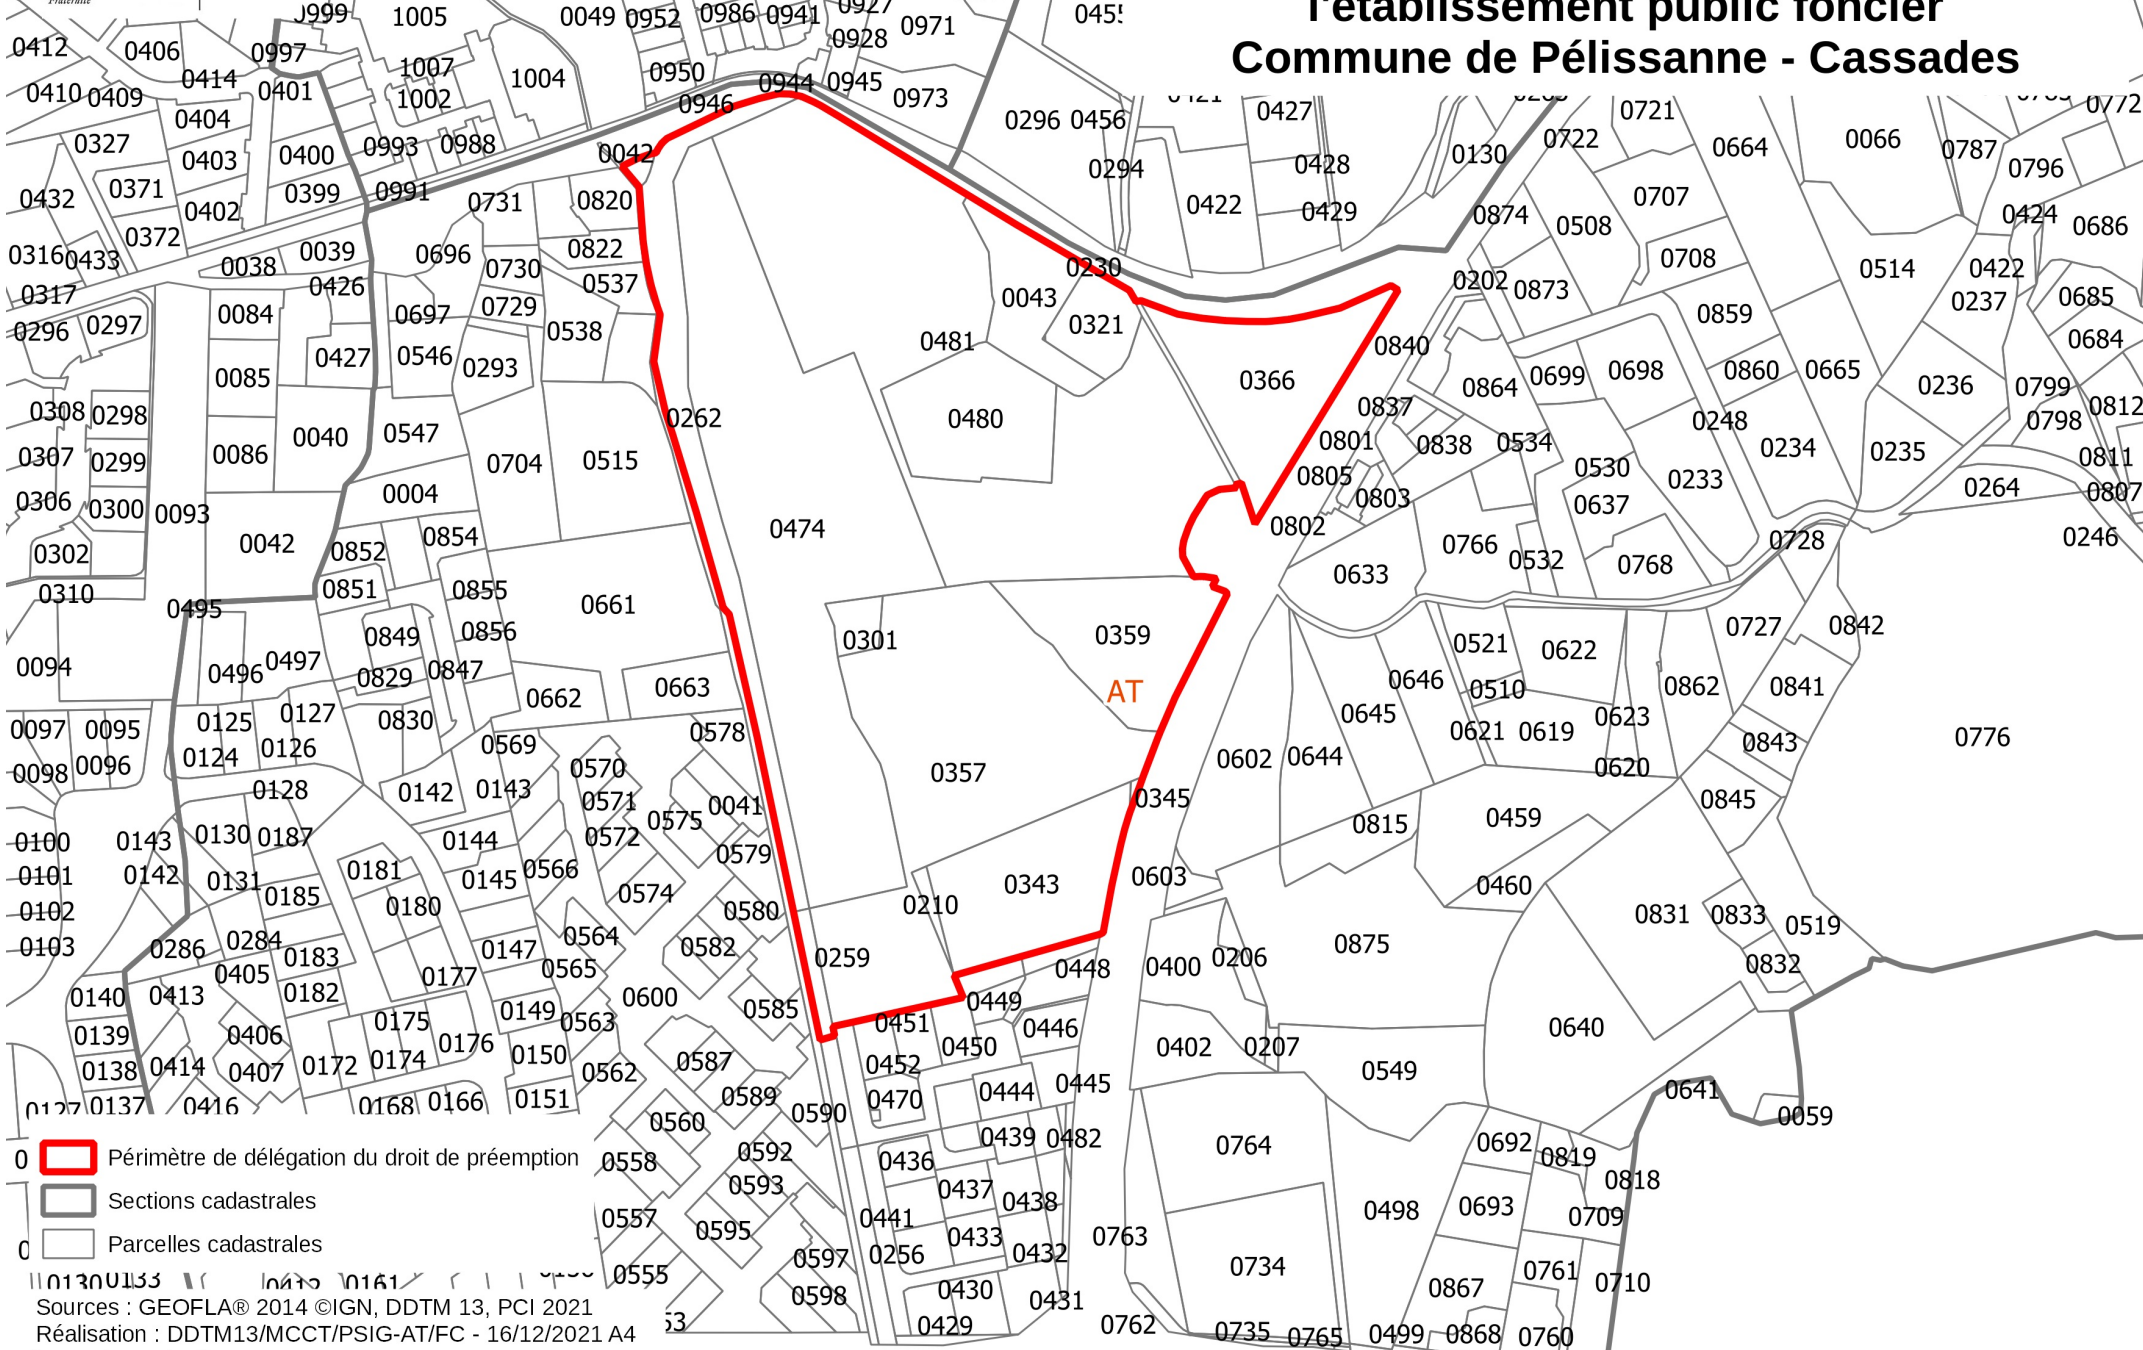 l'établissement public foncier
Commune de Pélissanne - Cassades
0999 1005 0049 0952 0986 0941 0927 0971
0412 0406 0997 0928
0414 1007 1004 0950 0944 0945
0410 0409 0401 1002 0946 0973 0296 0456 0427 0721 0772
0404 0722
0327 0403 0400 0993 0988 0042 0294 0428 0130 0664 0066 0787 0796
0432 0371 0399 0991 0731 0820 0422 0429 0874 0707
0402 0508 0424 0686
0372 0039 0696 0822
0316 0433 0038 0730 0537 0230 0202 0873 0708 0514 0422
0317 0426 0043 0237 0685
0296 0297 0084 0697 0729 0538 0481 0321 0840 0859 0684
0427 0546 0293 0366
0085 0864 0699 0698 0860 0665 0236 0799
0308 0298 0262 0480 0837 0248 0798 0812
0040 0547 0801 0838 0534
0307 0299 0086 0704 0515 0805 0530 0233 0234 0235 0811
0306 0300 0093 0004 0803 0637 0264 0807
0042 0852 0854 0474 0802 0766 0532 0728 0246
0302 0851 0855 0633 0768
0310 0495 0661
0849 0856 0301 0359 0521 0622 0727 0842
0094 0496 0497 0829 0847 0662 0663 AT 0646 0510 0862 0841
0097 0095 0125 0127 0830 0578 0645 0621 0619 0623 0776
0098 0096 0124 0126 0569 0570 0357 0602 0644 0620 0843
0128 0142 0143 0571 0575 0041 0345 0845
0100 0143 0130 0187 0144 0572 0579 0815 0459
0101 0142 0131 0181 0145 0566 0343 0603 0460
0102 0185 0180 0574 0580 0210 0831 0833 0519
0103 0286 0284 0183 0147 0564 0582 0259 0875
0405 0177 0565 0448 0400 0206 0832
0140 0413 0182 0600 0585 0449
0139 0406 0175 0149 0563 0451 0446 0640
0138 0414 0407 0172 0174 0176 0150 0562 0587 0452 0450 0402 0207 0549
0127 0137 0416 0168 0166 0151 0589 0590 0470 0444 0445 0641 0059
0560 0439 0482 0764 0692
Périmètre de délégation du droit de préemption
0558 0592 0436 0819 0818
Sections cadastrales
0557 0593 0595 0441 0437 0438 0498 0693 0709
Parcelles cadastrales
0555 0597 0256 0433 0432 0763 0734 0761 0710
0130 0133 0412 0161 0598 0430 0431 0867
Sources : GEOFLA® 2014 ©IGN, DDTM 13, PCI 2021
0429 0762 0735 0765 0499 0868 0760
Réalisation : DDTM13/MCCT/PSIG-AT/FC - 16/12/2021 A4